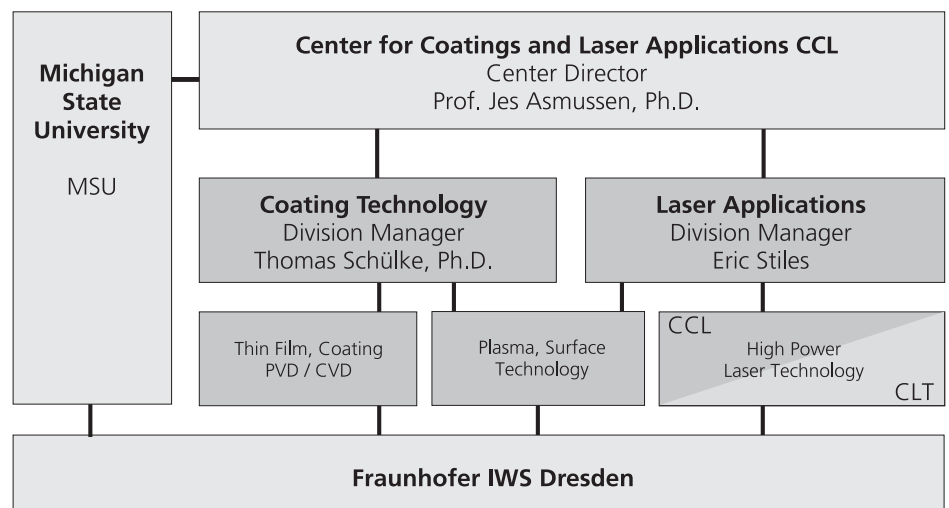 Michigan
State
University
MSU
Center for Coatings and Laser Applications CCL
Center Director
Prof. Jes Asmussen, Ph.D.
Coating Technology
Division Manager
Thomas Schülke, Ph.D.
Laser Applications
Division Manager
Eric Stiles
Thin Film, Coating
PVD / CVD
Plasma, Surface
Technology
CCL
High Power
Laser Technology
CLT
Fraunhofer IWS Dresden